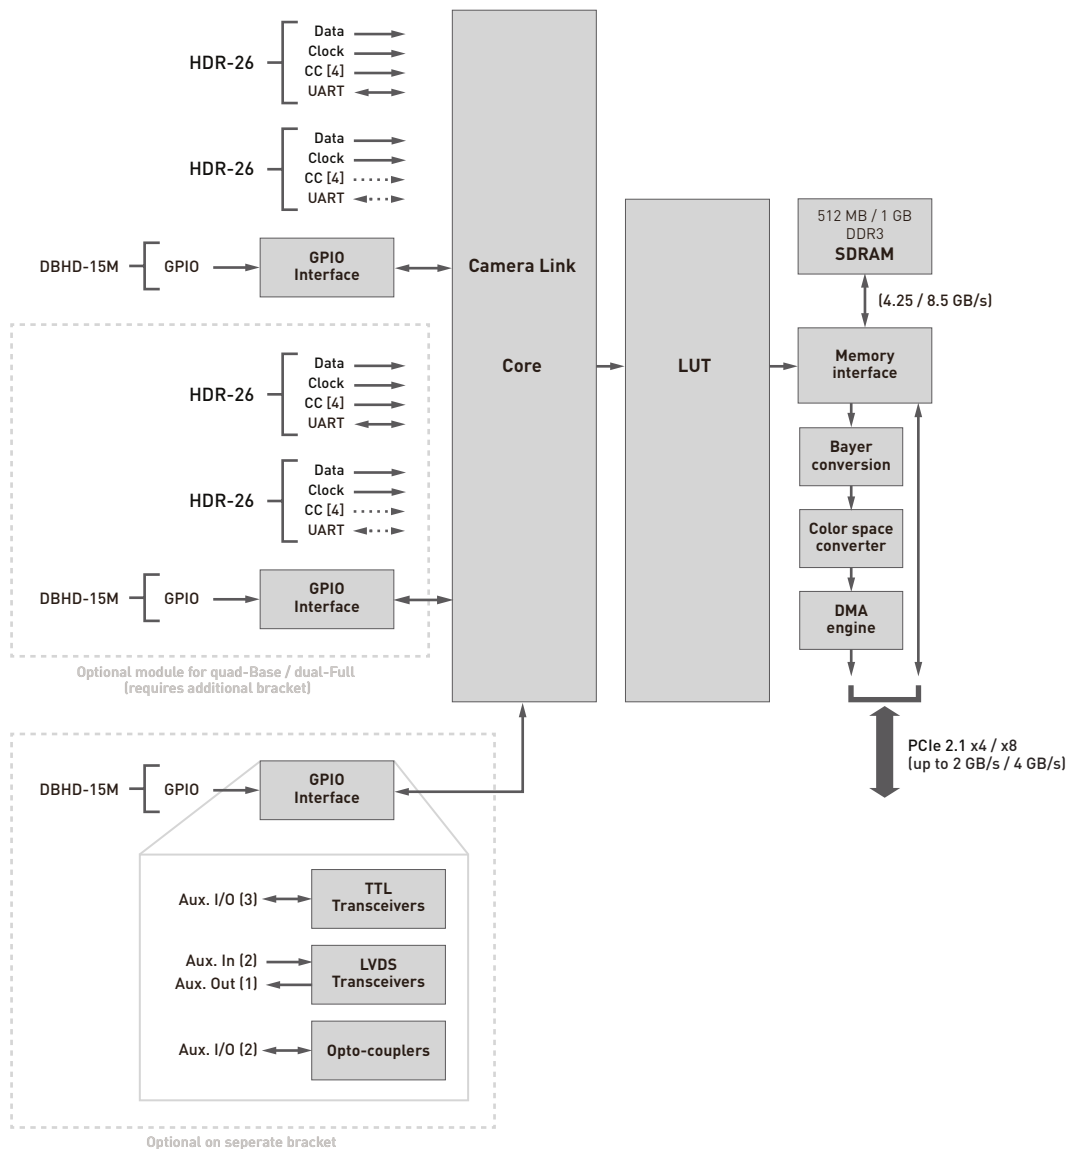 HDR-26
Data
Clock
CC [4]
UART
HDR-26
Data
Clock
CC [4]
UART
DBHD-15M
GPIO
GPIO
Interface
HDR-26
Data
Clock
CC [4]
UART
HDR-26
Data
Clock
CC [4]
UART
DBHD-15M
GPIO
GPIO
Interface
Optional module for quad-Base / dual-Full
(requires additional bracket)
DBHD-15M
GPIO
GPIO
Interface
Aux. I/O (3)
TTL
Transceivers
Aux. In (2)
Aux. Out (1)
LVDS
Transceivers
Aux. I/O (2)
Opto-couplers
Optional on seperate bracket
Camera Link
Core
LUT
512 MB / 1 GB
DDR3
SDRAM
(4.25 / 8.5 GB/s)
Memory
interface
Bayer
conversion
Color space
converter
DMA
engine
PCIe 2.1 x4 / x8
(up to 2 GB/s / 4 GB/s)